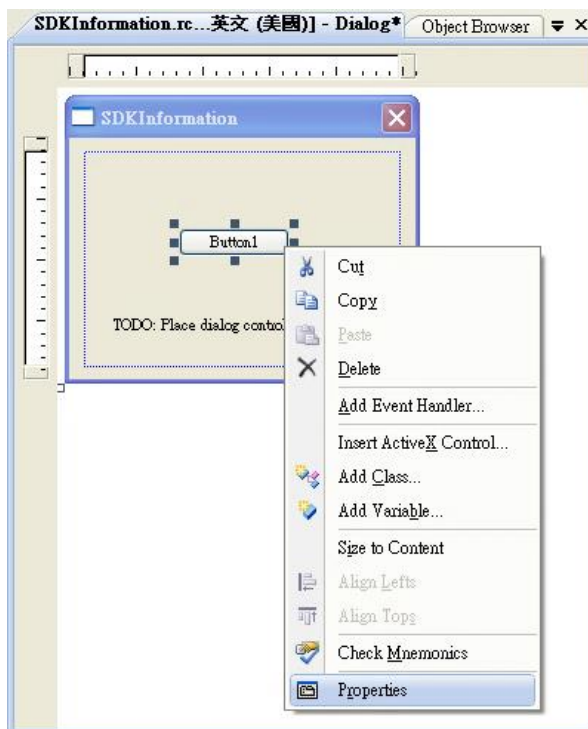 SDKInformation.rc...英文 (美國)] - Dialog* Object Browser
SDKInformation
Button1
TODO: Place dialog contro
Cut
Copy
Paste
Delete
Add Event Handler...
Insert ActiveX Control...
Add Class...
Add Variable...
Size to Content
Align Lefts
Align Tops
Check Mnemonics
Properties